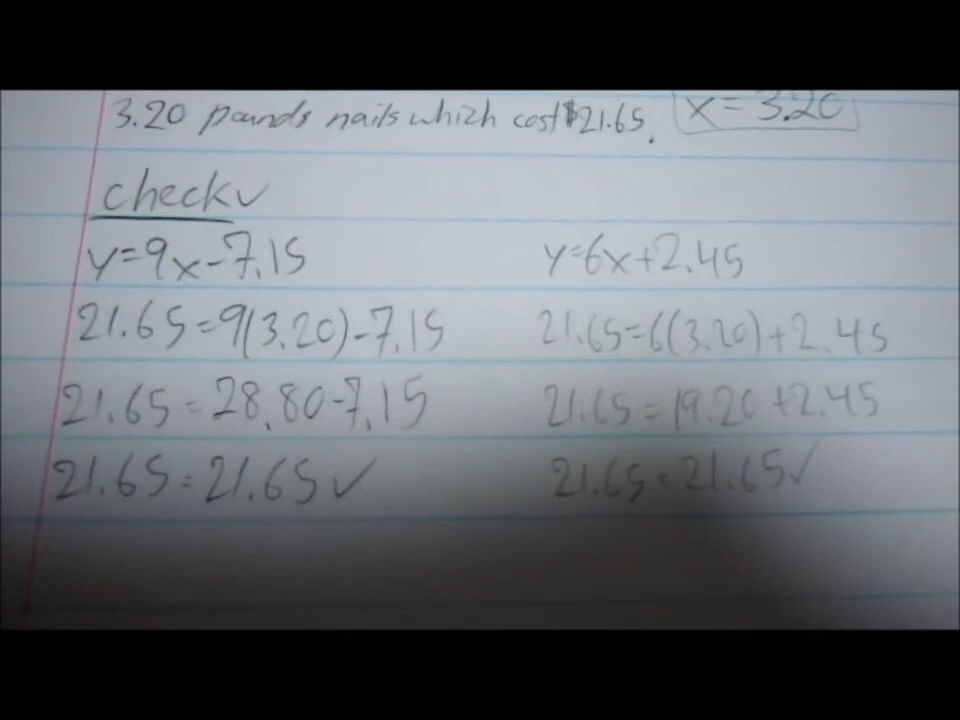 3.20 pounds nails which cost $21.65. x=3.20
check✓
y=9x-7.15 y=6x+2.45
21.65=9(3.20)-7.15 21.65=6(3.20)+2.45
21.65=28.80-7.15 21.65=19.20+2.45
21.65=21.65✓ 21.65=21.65✓